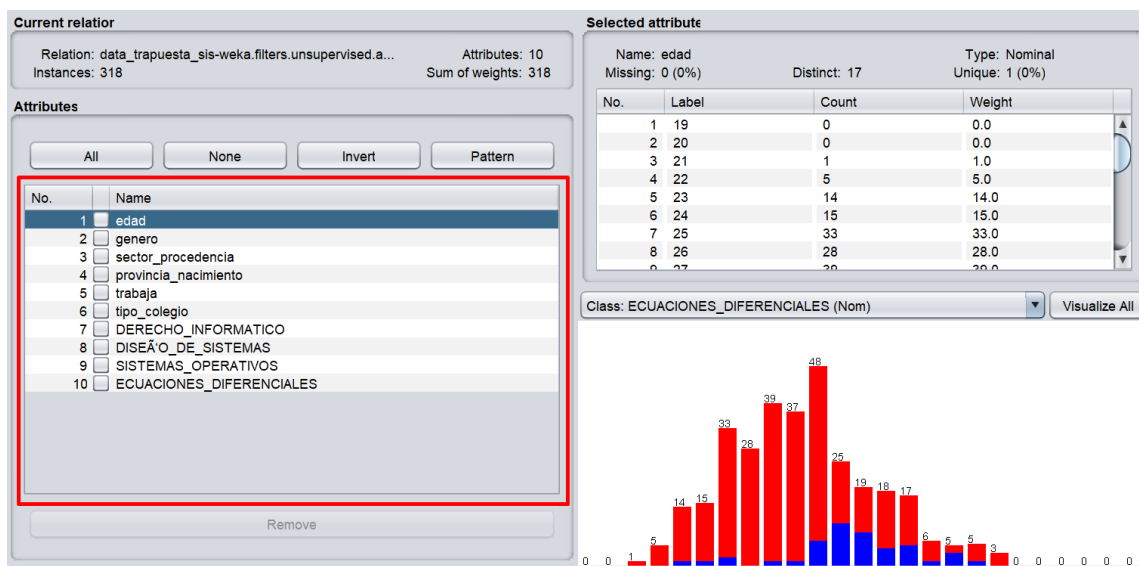 Current relatior
Relation: data_trapuesta_sis-weka.filters.unsupervised.a... Attributes: 10
Instances: 318 Sum of weights: 318
Attributes
All None Invert Pattern
No. Name
1 edad
2 genero
3 sector_procedencia
4 provincia_nacimiento
5 trabaja
6 tipo_colegio
7 DERECHO_INFORMATICO
8 DISEÃ'O_DE_SISTEMAS
9 SISTEMAS_OPERATIVOS
10 ECUACIONES_DIFERENCIALES
Remove
Selected attribute
Name: edad Type: Nominal
Missing: 0 (0%) Distinct: 17 Unique: 1 (0%)
No. Label Count Weight
1 19 0 0.0
2 20 0 0.0
3 21 1 1.0
4 22 5 5.0
5 23 14 14.0
6 24 15 15.0
7 25 33 33.0
8 26 28 28.0
9 27 39 39.0
Class: ECUACIONES_DIFERENCIALES (Nom) Visualize All
0 0 1 5 14 15 33 28 39 37 48 25 19 18 17 6 5 5 3 0 0 0 0 0 0